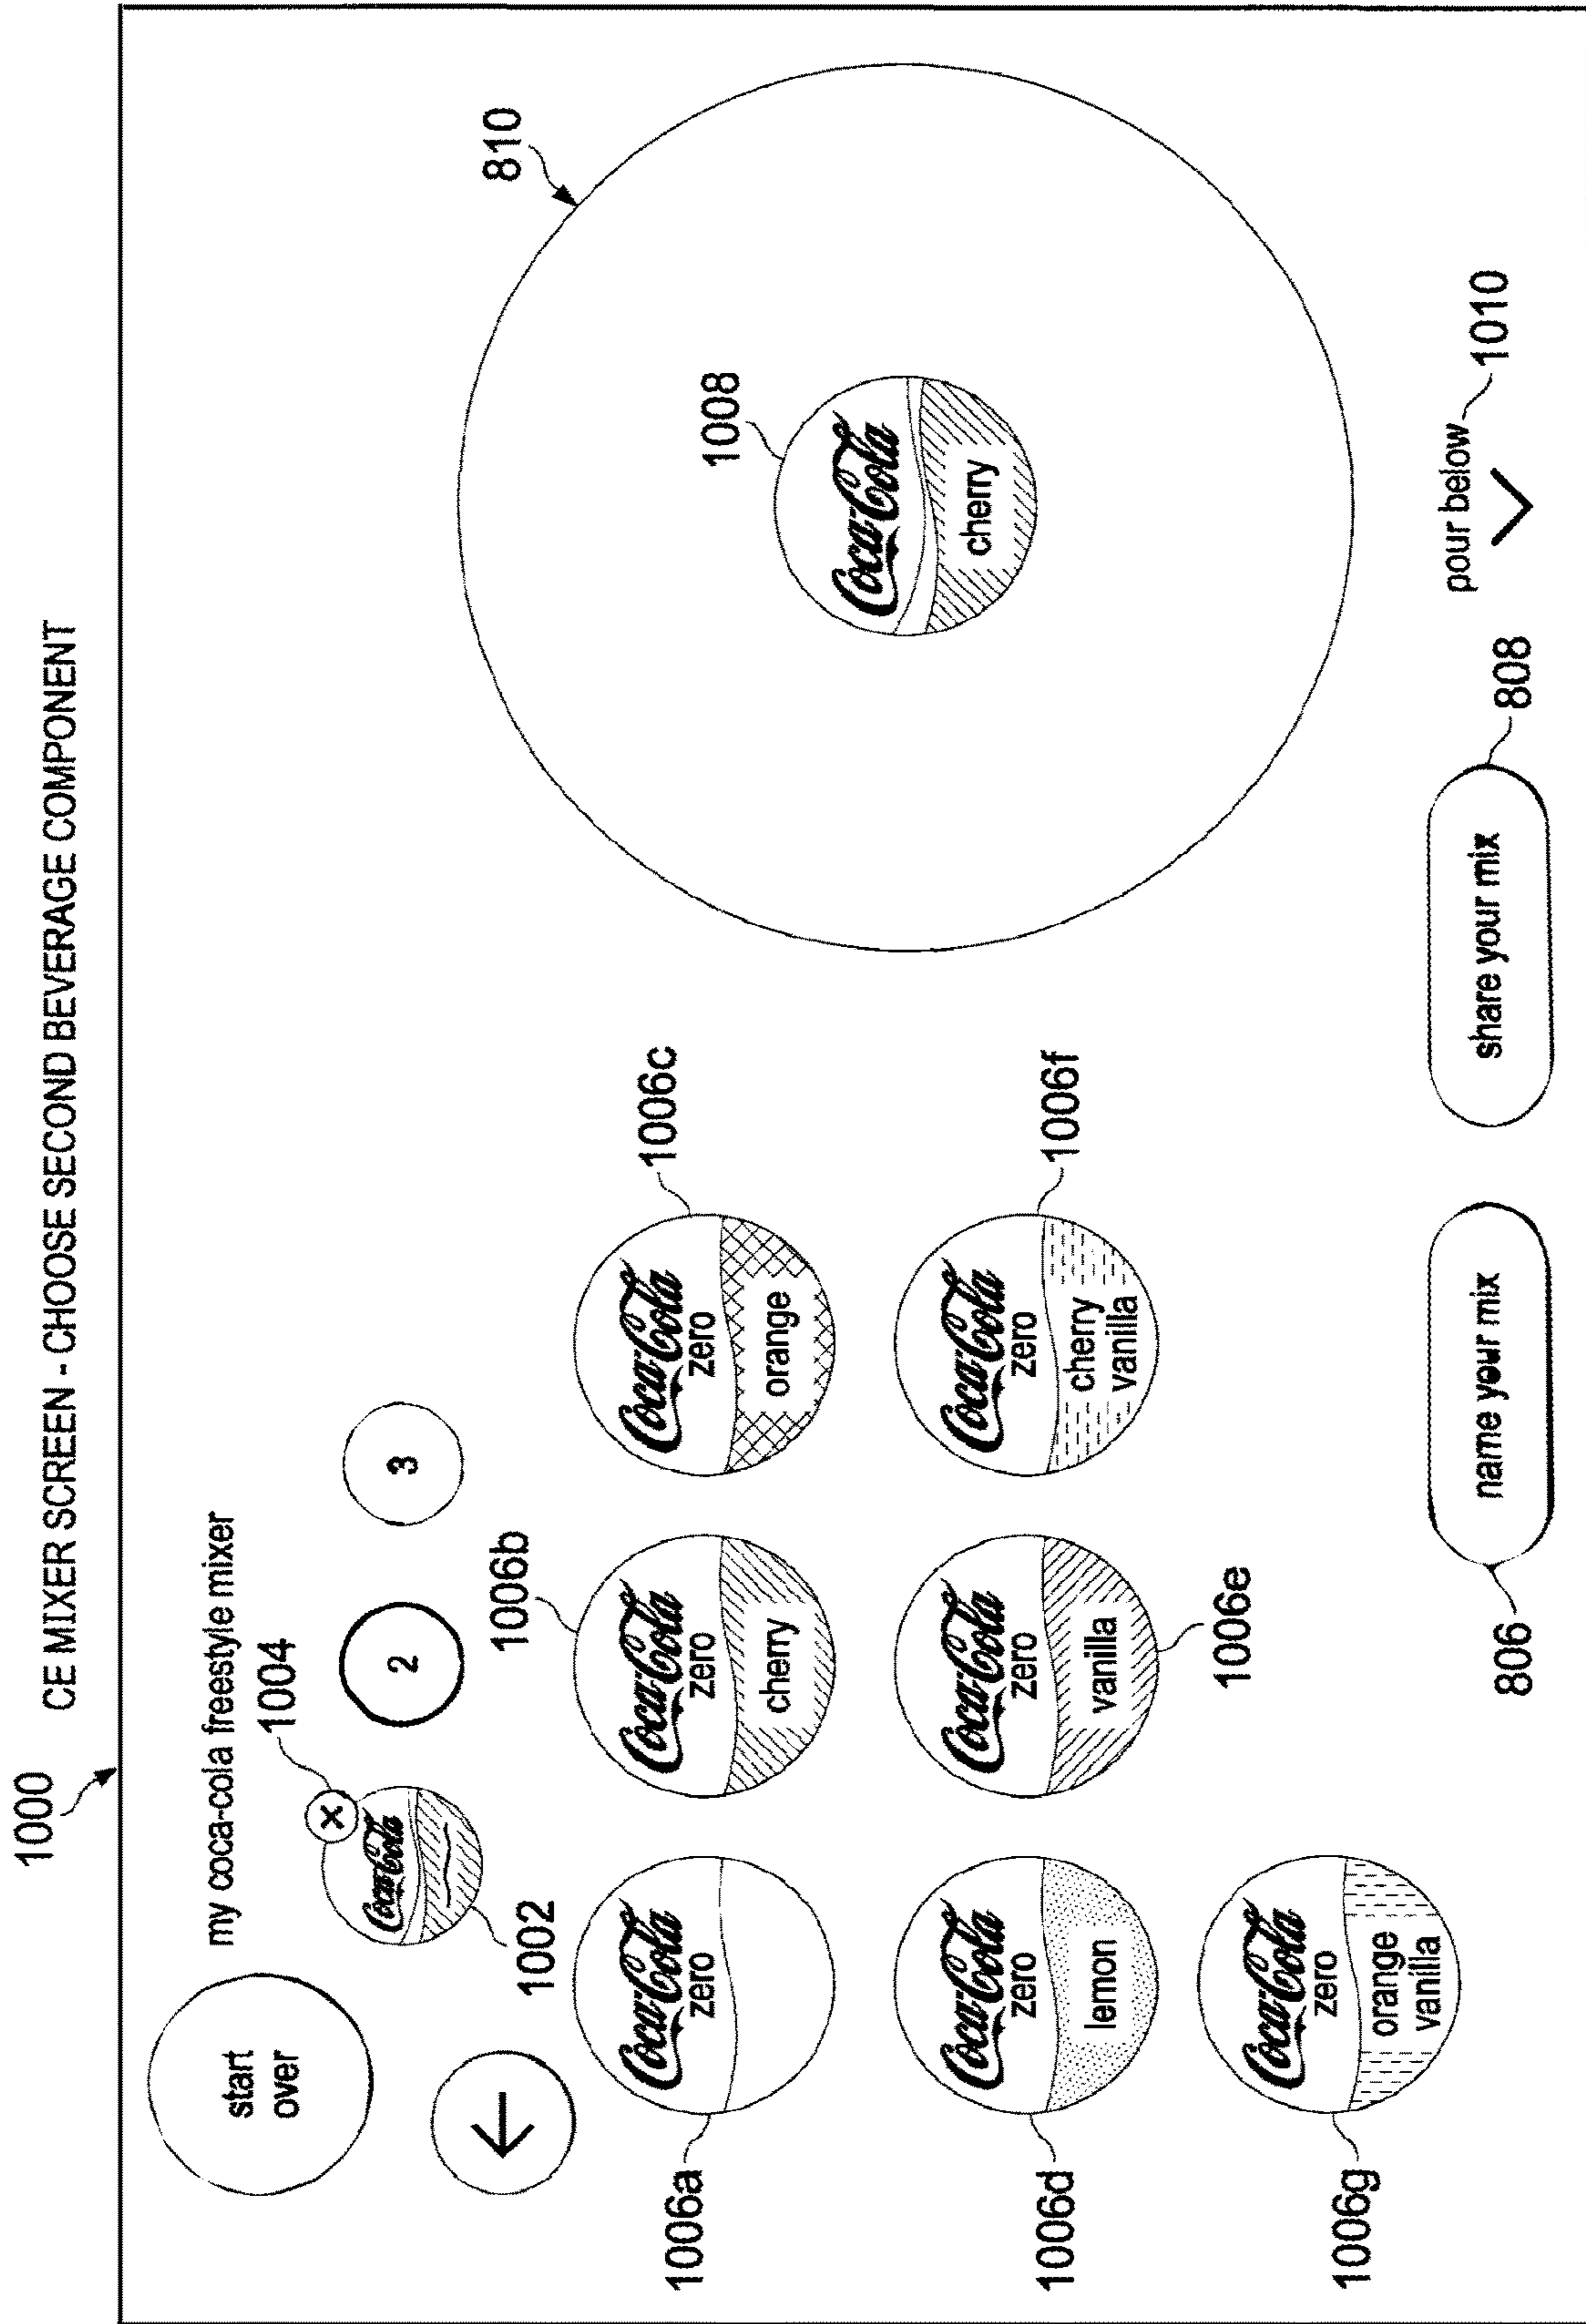 1000
CE MIXER SCREEN - CHOOSE SECOND BEVERAGE COMPONENT
start
over
my coca-cola freestyle mixer
1004
X
Coca-Cola
1002
2
3
810
1006b
1006c
Coca-Cola
zero
Coca-Cola
zero
cherry
Coca-Cola
zero
orange
1006a
1008
Coca-Cola
cherry
1006f
Coca-Cola
zero
lemon
Coca-Cola
zero
vanilla
Coca-Cola
zero
cherry
vanilla
1006d
1006e
Coca-Cola
zero
orange
vanilla
1006g
806
name your mix
share your mix
808
pour below
1010